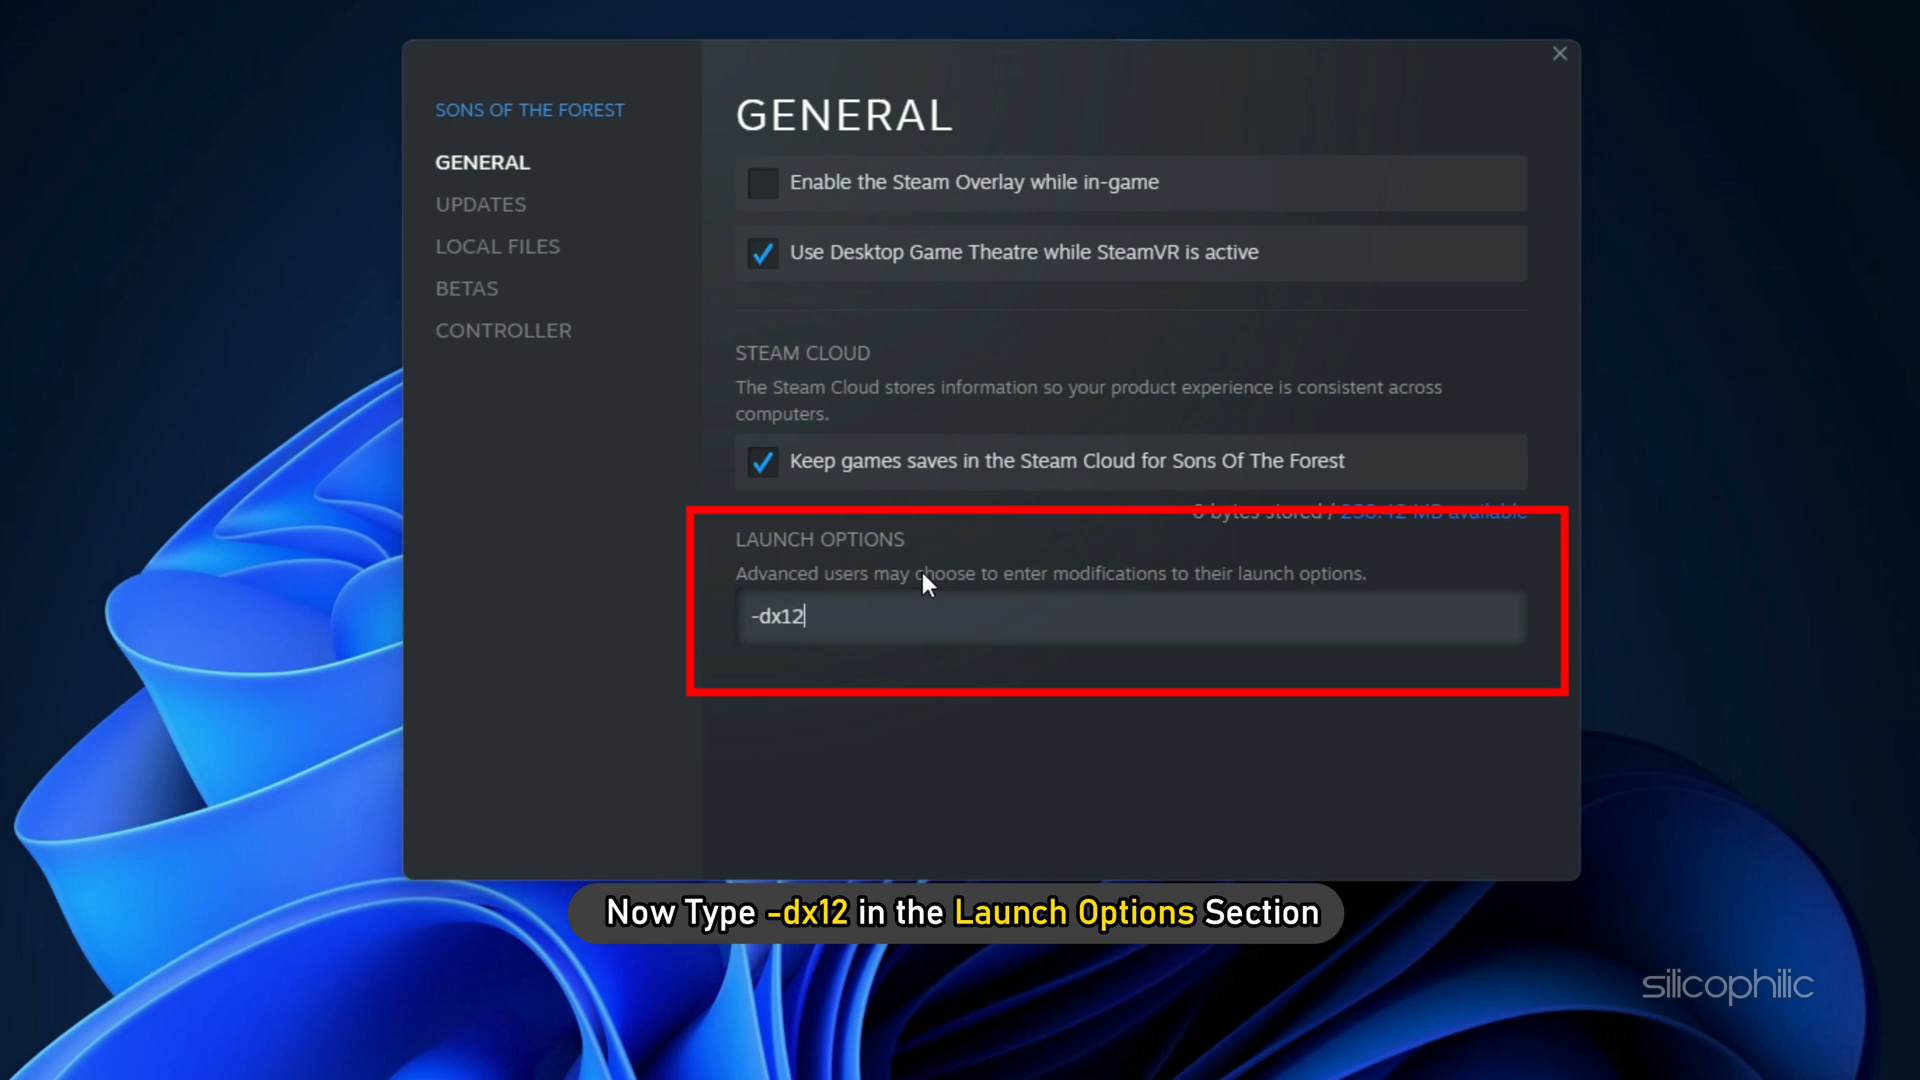 SONS OF THE FOREST
GENERAL
UPDATES
LOCAL FILES
BETAS
CONTROLLER
GENERAL
Enable the Steam Overlay while in-game
Use Desktop Game Theatre while SteamVR is active
STEAM CLOUD
The Steam Cloud stores information so your product experience is consistent across
computers.
Keep games saves in the Steam Cloud for Sons Of The Forest
bytes stored / MB available
LAUNCH OPTIONS
Advanced users may choose to enter modifications to their launch options.
-dx12
Now Type -dx12 in the Launch Options Section
silicophilic